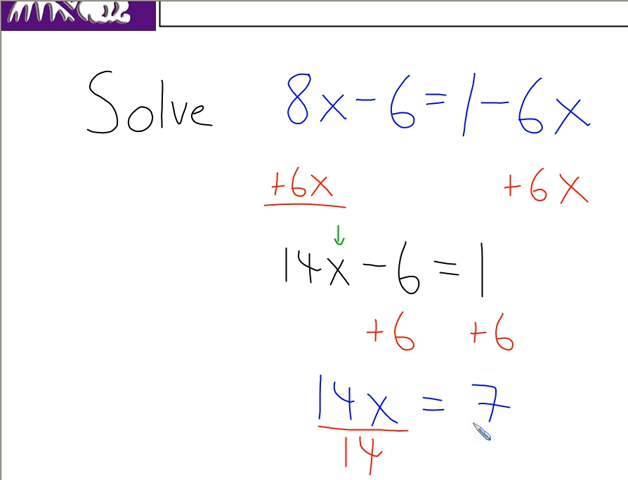 Solve 8x-6=1-6x
+6x +6x
↓
14x-6=1
+6 +6
14x = 7
14